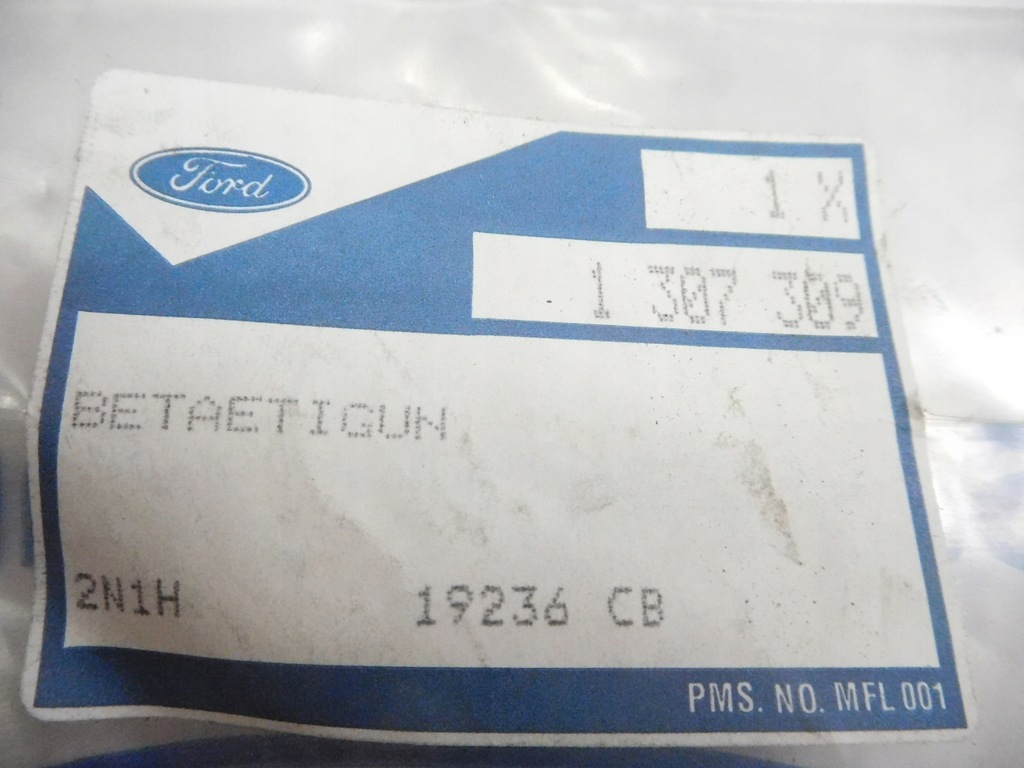 Ford
1 X
1 307 309
BETAETIGUN
2N1H 19236 CB
PMS. NO. MFL 001